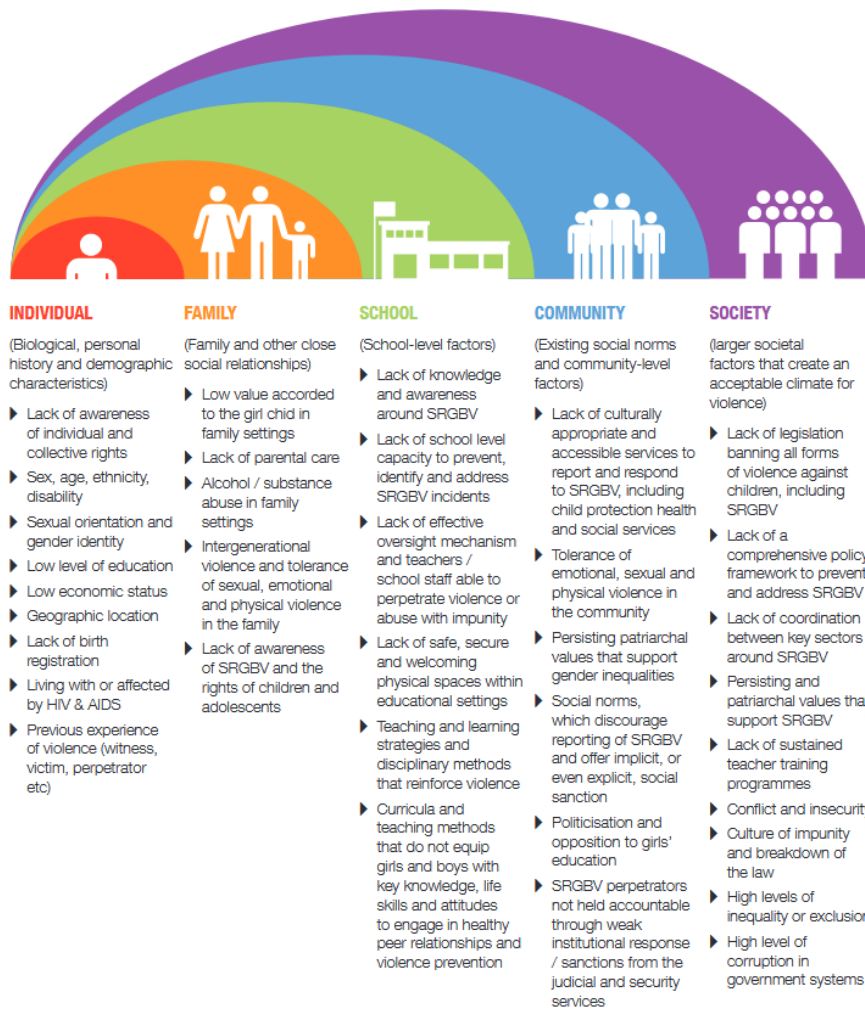 INDIVIDUAL
(Biological, personal
history and demographic
characteristics)
Lack of awareness
of individual and
collective rights
Sex, age, ethnicity,
disability
Sexual orientation and
gender identity
Low level of education
Low economic status
Geographic location
Lack of birth
registration
Living with or affected
by HIV & AIDS
Previous experience
of violence (witness,
victim, perpetrator
etc)
FAMILY
(Family and other close
social relationships)
Low value accorded
to the girl chid in
family settings
Lack of parental care
Alcohol / substance
abuse in family
settings
Intergenerational
violence and tolerance
of sexual, emotional
and physical violence
in the family
Lack of awareness
of SRGBV and the
rights of children and
adolescents
SCHOOL
(School-level factors)
Lack of knowledge
and awareness
around SRGBV
Lack of school level
capacity to prevent,
identify and address
SRGBV incidents
Lack of effective
oversight mechanism
and teachers /
school staff able to
perpetrate violence or
abuse with impunity
Lack of safe, secure
and welcoming
physical spaces within
educational settings
Teaching and learning
strategies and
disciplinary methods
that reinforce violence
Curricula and
teaching methods
that do not equip
girls and boys with
key knowledge, life
skills and attitudes
to engage in healthy
peer relationships and
violence prevention
COMMUNITY
(Existing social norms
and community-level
factors)
Lack of culturally
appropriate and
accessible services to
report and respond
to SRGBV, including
child protection health
and social services
Tolerance of
emotional, sexual and
physical violence in
the community
Persisting patriarchal
values that support
gender inequalities
Social norms,
which discourage
reporting of SRGBV
and offer implicit, or
even explicit, social
sanction
Politicisation and
opposition to girls'
education
SRGBV perpetrators
not held accountable
through weak
institutional response
/ sanctions from the
judicial and security
services
SOCIETY
(larger societal
factors that create an
acceptable climate for
violence)
Lack of legislation
banning all forms
of violence against
children, including
SRGBV
Lack of a
comprehensive policy
framework to prevent
and address SRGBV
Lack of coordination
between key sectors
around SRGBV
Persisting and
patriarchal values tha
support SRGBV
Lack of sustained
teacher training
programmes
Conflict and insecurit
Culture of impunity
and breakdown of
the law
High levels of
inequality or exclusion
High level of
corruption in
government systems